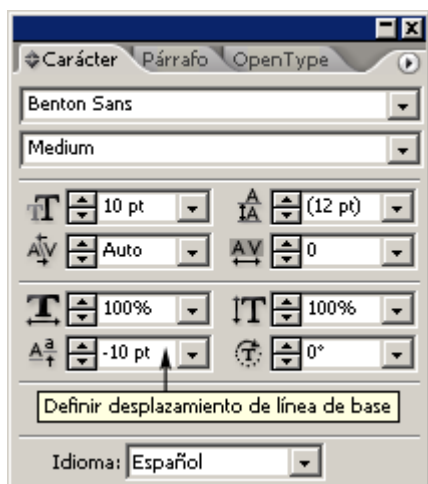 Carácter Párrafo OpenType
Benton Sans
Medium
10 pt (12 pt)
Auto 0
100% 100%
-10 pt 0°
Definir desplazamiento de línea de base
Idioma: Español